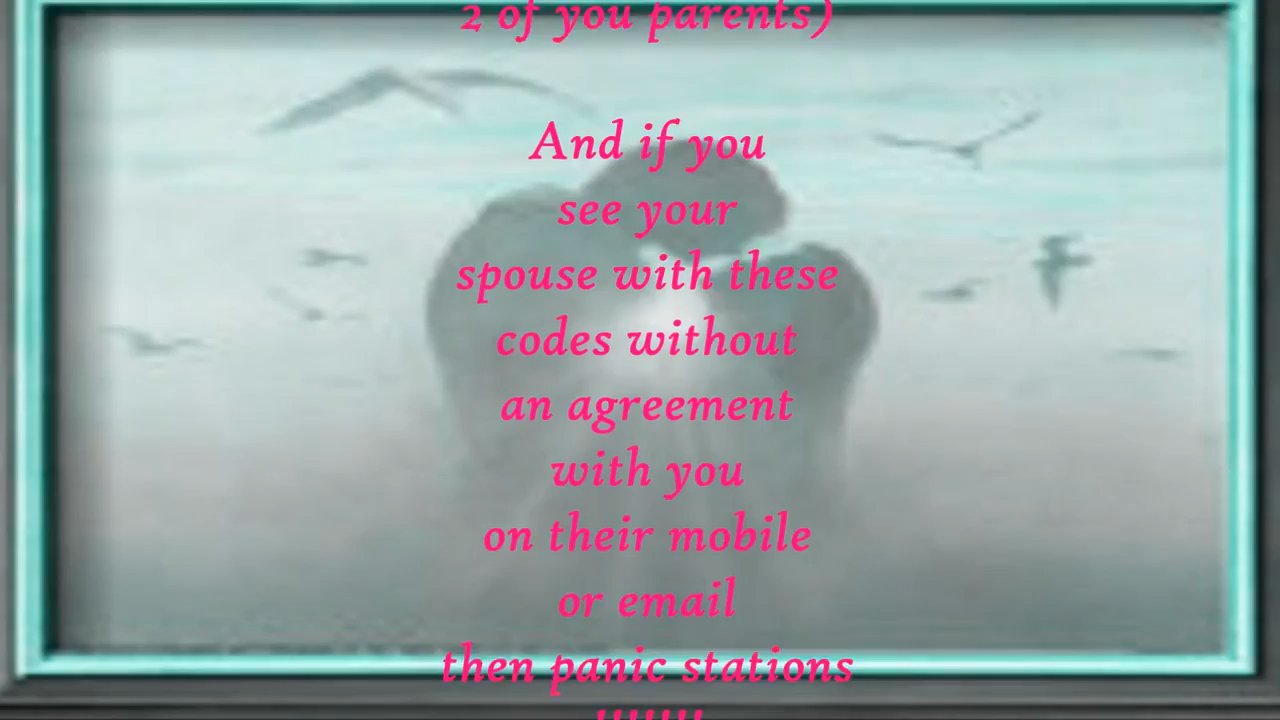 2 of you parents)
And if you
see your
spouse with these
codes without
an agreement
with you
on their mobile
or email
then panic stations
!!!!!!!